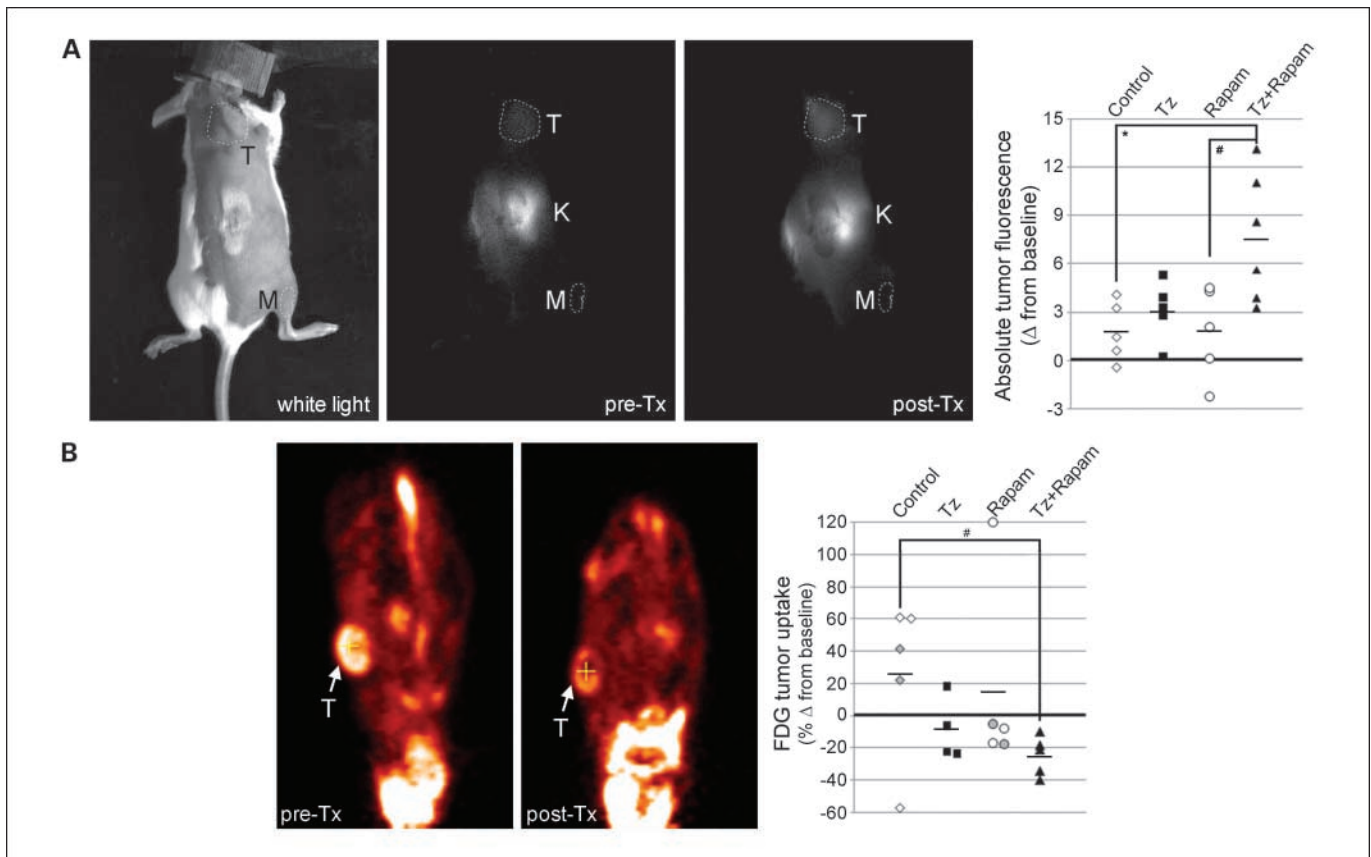 A
T
M
white light
T
K
M
pre-Tx
T
K
M
post-Tx
Control
Tz
Rapam
Tz+Rapam
Absolute tumor fluorescence
(Δ from baseline)
15
12
9
6
3
0
-3
*
#
B
T
pre-Tx
T
post-Tx
Control
Tz
Rapam
Tz+Rapam
FDG tumor uptake
(% Δ from baseline)
120
100
80
60
40
20
0
-20
-40
-60
#